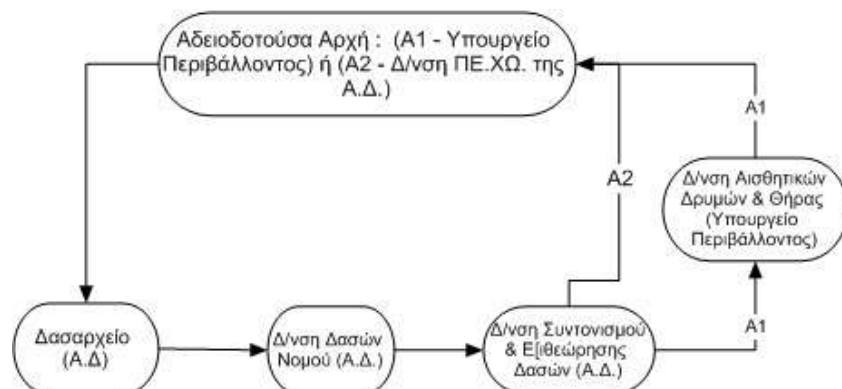 Αδειοδοτούσα Αρχή :  (Α1 - Υπουργείο
Περιβάλλοντος) ή (Α2 - Δ/νση ΠΕ.ΧΩ. της
Α.Δ.)
Α1
Α2
Δ/νση Αισθητικών
Δρυμών & Θήρας
(Υπουργείο
Περιβάλλοντος)
Α1
Δασαρχείο
(Α.Δ)
Δ/νση Δασών
Νομού (Α.Δ.)
Δ/νση Συντονισμού
& Εξιθεώρησης
Δασών (Α.Δ.)